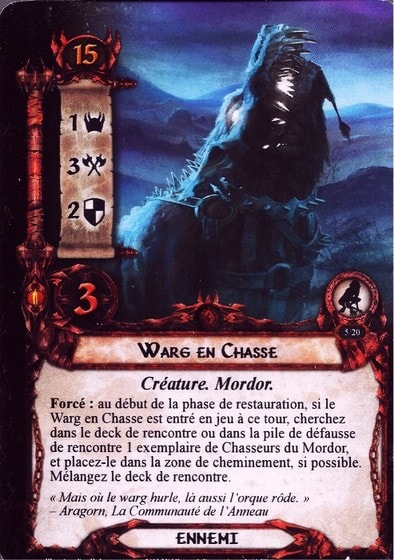 15
1
3
2
3
5.20
Warg en Chasse
Créature. Mordor.
Forcé : au début de la phase de restauration, si le
Warg en Chasse est entré en jeu à ce tour, cherchez
dans le deck de rencontre ou dans la pile de défausse
de rencontre 1 exemplaire de Chasseurs du Mordor,
et placez-le dans la zone de cheminement, si possible.
Mélangez le deck de rencontre.
« Mais où le warg hurle, là aussi l'orque rôde. »
– Aragorn, La Communauté de l'Anneau
ENNEMI